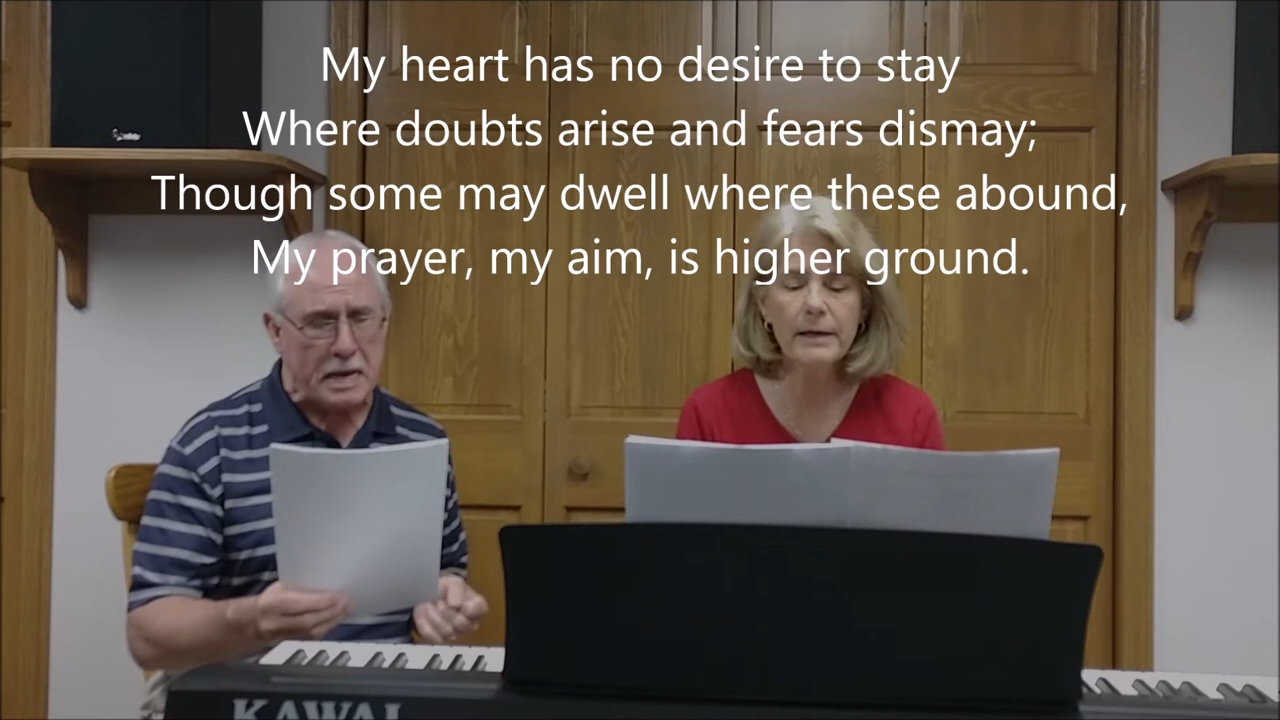 My heart has no desire to stay
Where doubts arise and fears dismay;
Though some may dwell where these abound,
My prayer, my aim, is higher ground.
KAWAI